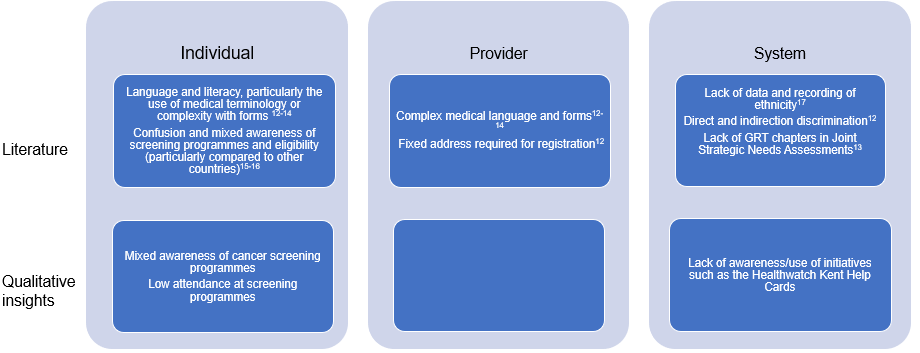 Individual
Provider
System
Literature
Language and literacy, particularly
the use of medical terminology or
complexity with forms 12-14
Confusion and mixed awareness of
screening programmes and eligibility
(particularly compared to other
countries)15-16
Complex medical language and forms12-
14
Fixed address required for registration12
Lack of data and recording of
ethnicity17
Direct and indirection discrimination12
Lack of GRT chapters in Joint
Strategic Needs Assessments13
Qualitative
insights
Mixed awareness of cancer screening
programmes
Low attendance at screening
programmes
Lack of awareness/use of initiatives
such as the Healthwatch Kent Help
Cards